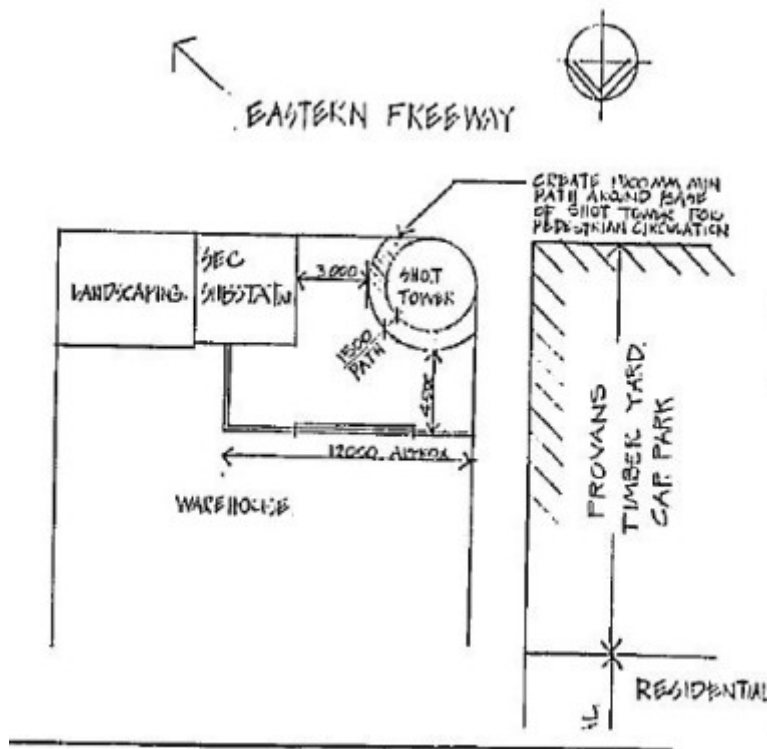 EASTERN FREEWAY
CREATE 1500MM MIN
PATH AROUND BASE
OF SHOT TOWER FOR
PEDESTRIAN CIRCULATION
LANDSCAPING.
SEC
SUBSTATN
3000
SHOT
TOWER
1500
PATH
4500
12000 APPROX
WAREHOUSE
PROVANS
TIMBER YARD.
CAR PARK
RESIDENTIAL